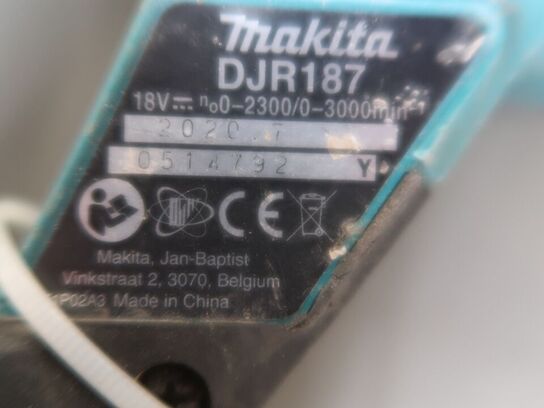 makita
DJR187
18V⎓ n₀0-2300/0-3000min⁻¹
2020.7
0514792 Y
CE
Makita, Jan-Baptist
Vinkstraat 2, 3070, Belgium
1P02A3 Made in China